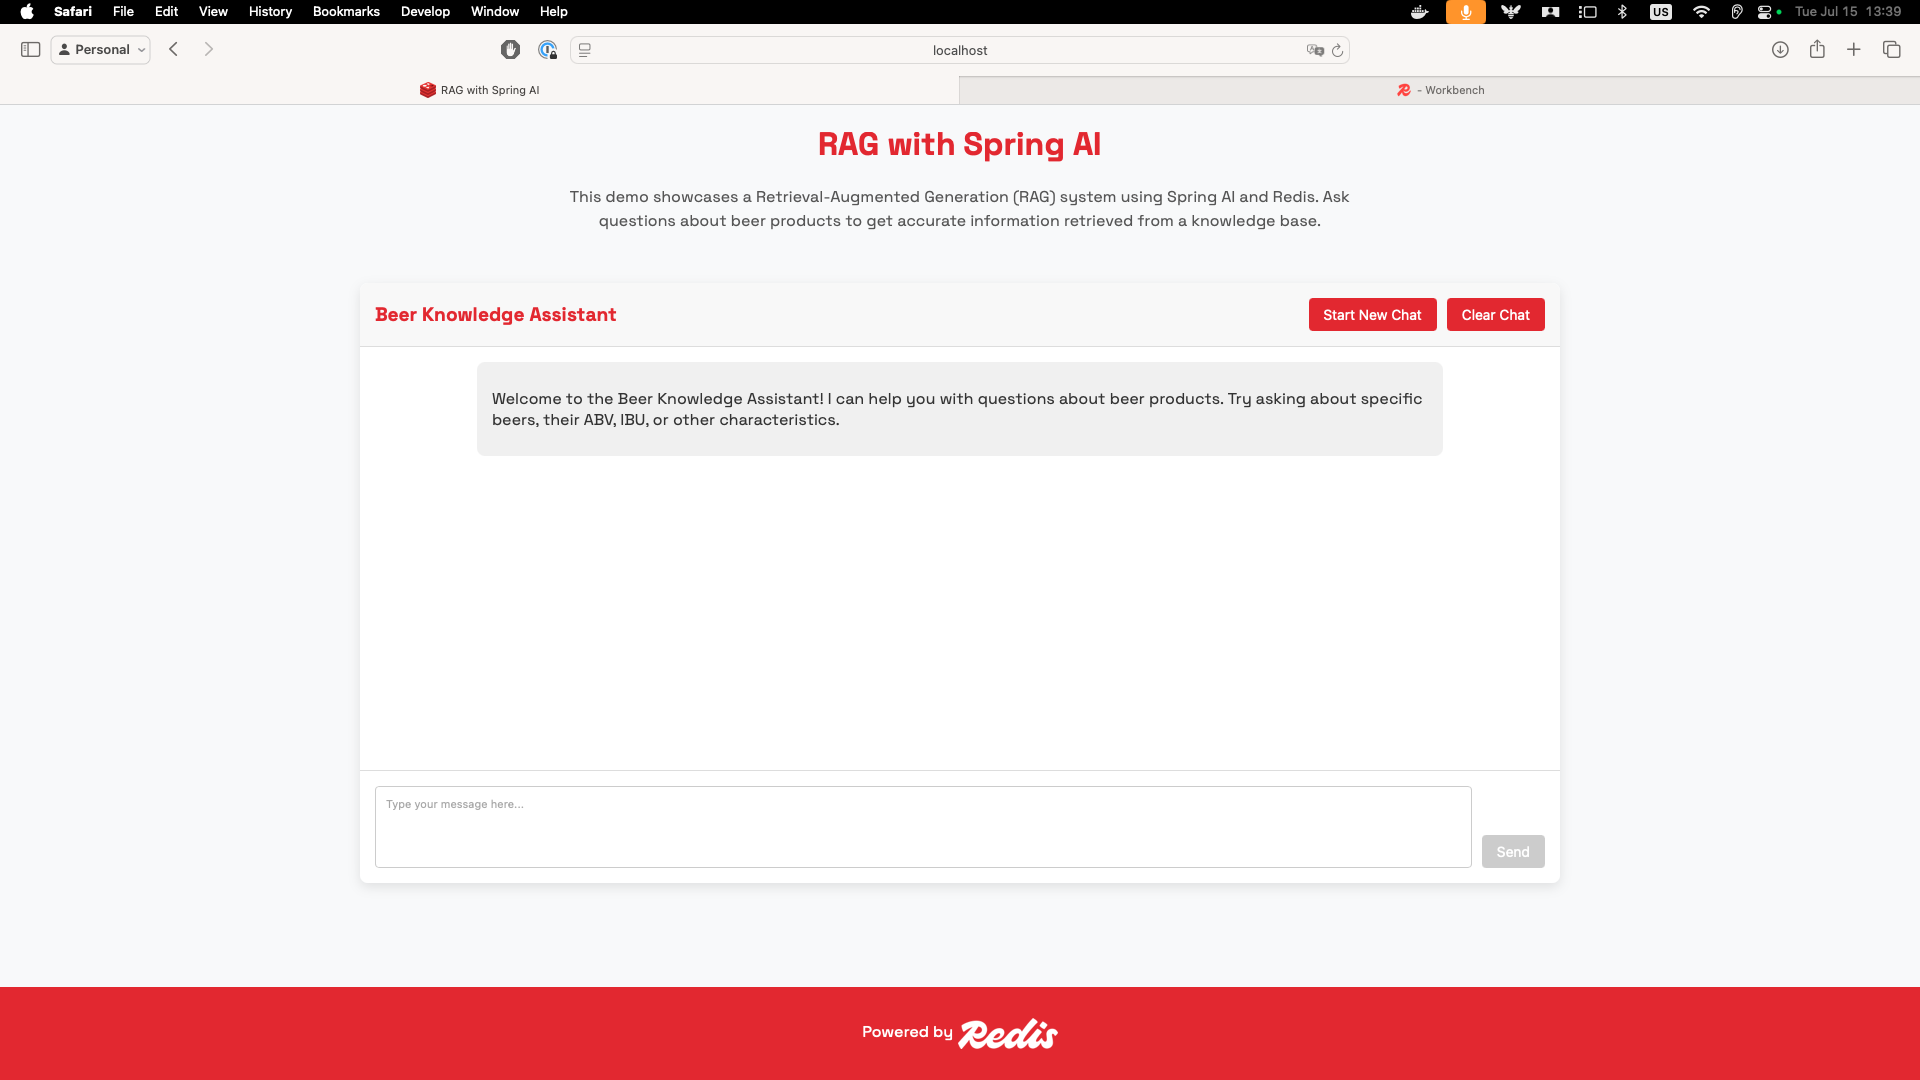 Safari File Edit View History Bookmarks Develop Window Help US Tue Jul 15 13:39
Personal localhost
RAG with Spring AI - Workbench
RAG with Spring AI
This demo showcases a Retrieval-Augmented Generation (RAG) system using Spring AI and Redis. Ask
questions about beer products to get accurate information retrieved from a knowledge base.
Beer Knowledge Assistant Start New Chat Clear Chat
Welcome to the Beer Knowledge Assistant! I can help you with questions about beer products. Try asking about specific
beers, their ABV, IBU, or other characteristics.
Type your message here...
Send
Powered by Redis